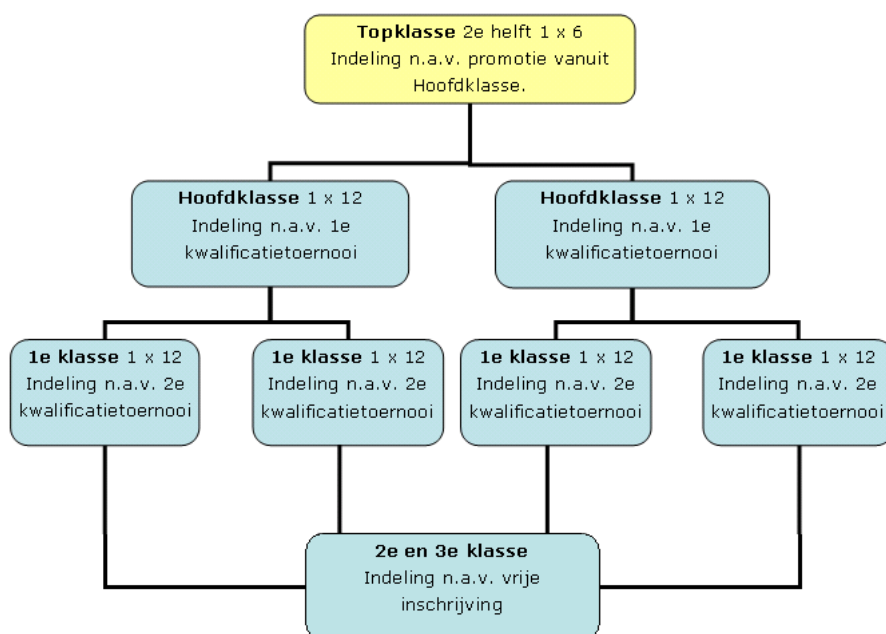 Topklasse 2e helft 1 x 6
Indeling n.a.v. promotie vanuit
Hoofdklasse.
Hoofdklasse 1 x 12
Indeling n.a.v. 1e
kwalificatietoernooi
Hoofdklasse 1 x 12
Indeling n.a.v. 1e
kwalificatietoernooi
1e klasse 1 x 12
Indeling n.a.v. 2e
kwalificatietoernooi
1e klasse 1 x 12
Indeling n.a.v. 2e
kwalificatietoernooi
1e klasse 1 x 12
Indeling n.a.v. 2e
kwalificatietoernooi
1e klasse 1 x 12
Indeling n.a.v. 2e
kwalificatietoernooi
2e en 3e klasse
Indeling n.a.v. vrije
inschrijving